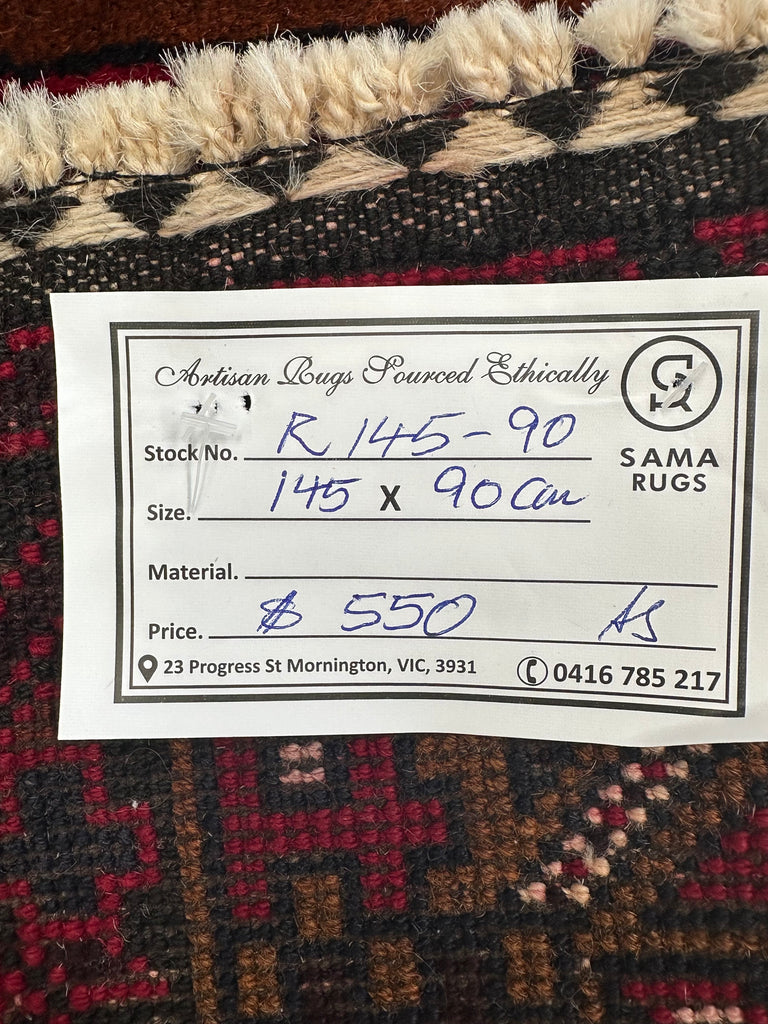 Artisan Rugs Sourced Ethically
SAMA
RUGS
Stock No. R 145-90
Size. 145 X 90 cm
Material.
Price. $ 550 AS
23 Progress St Mornington, VIC, 3931
0416 785 217